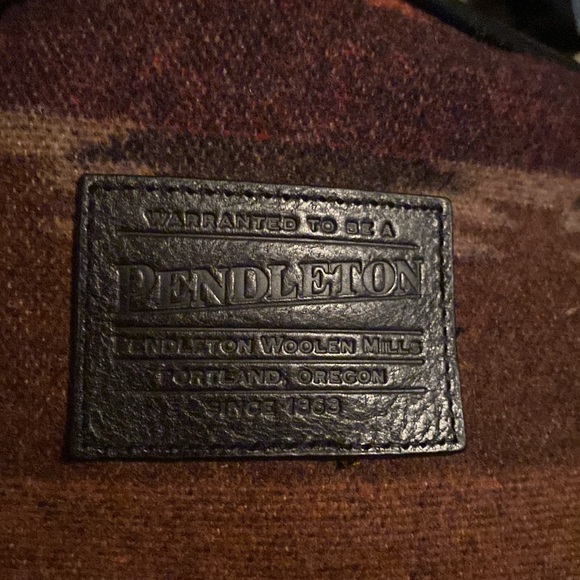 WARRANTED TO BE A
PENDLETON
PENDLETON WOOLEN MILLS
PORTLAND, OREGON
SINCE 1863